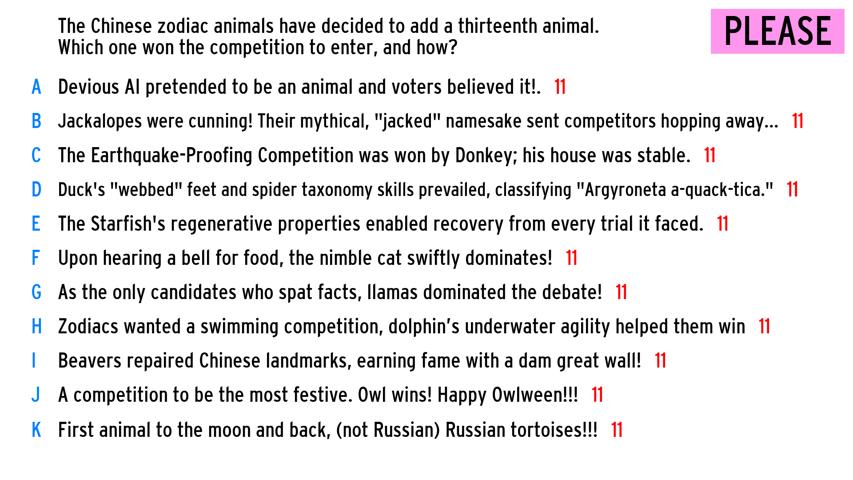 The Chinese zodiac animals have decided to add a thirteenth animal.
Which one won the competition to enter, and how?
PLEASE
A Devious AI pretended to be an animal and voters believed it!. 11
B Jackalopes were cunning! Their mythical, "jacked" namesake sent competitors hopping away... 11
C The Earthquake-Proofing Competition was won by Donkey; his house was stable. 11
D Duck's "webbed" feet and spider taxonomy skills prevailed, classifying "Argyroneta a-quack-tica." 11
E The Starfish's regenerative properties enabled recovery from every trial it faced. 11
F Upon hearing a bell for food, the nimble cat swiftly dominates! 11
G As the only candidates who spat facts, llamas dominated the debate! 11
H Zodiacs wanted a swimming competition, dolphin's underwater agility helped them win 11
I Beavers repaired Chinese landmarks, earning fame with a dam great wall! 11
J A competition to be the most festive. Owl wins! Happy Owlween!!! 11
K First animal to the moon and back, (not Russian) Russian tortoises!!! 11